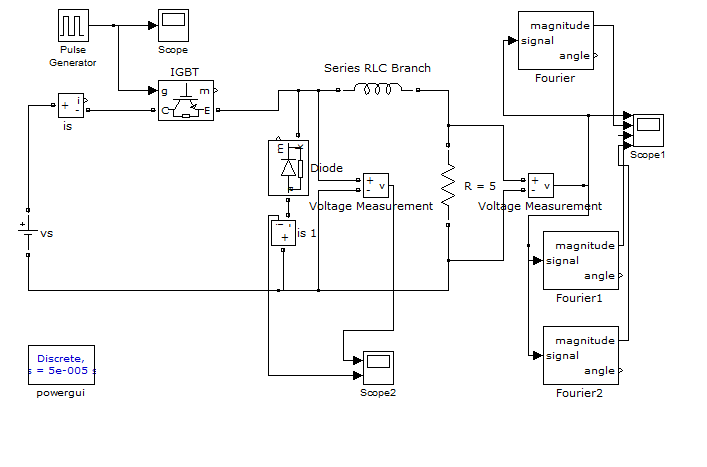 Pulse
Generator
Scope
IGBT
g
m
C
E
+
i
-
is
Series RLC Branch
magnitude
signal
angle
Fourier
Scope1
m
k
Diode
+
-
v
Voltage Measurement
R = 5
+
-
v
Voltage Measurement
+
vs
+
is 1
magnitude
signal
angle
Fourier1
magnitude
signal
angle
Fourier2
Discrete,
s = 5e-005 s
powergui
Scope2